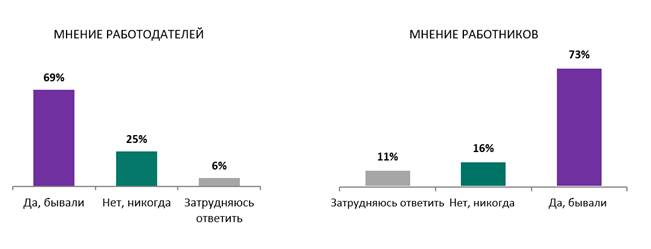 МНЕНИЕ РАБОТОДАТЕЛЕЙ
69%
25%
6%
Да, бывали
Нет, никогда
Затрудняюсь
ответить
МНЕНИЕ РАБОТНИКОВ
73%
16%
11%
Затрудняюсь ответить
Нет, никогда
Да, бывали